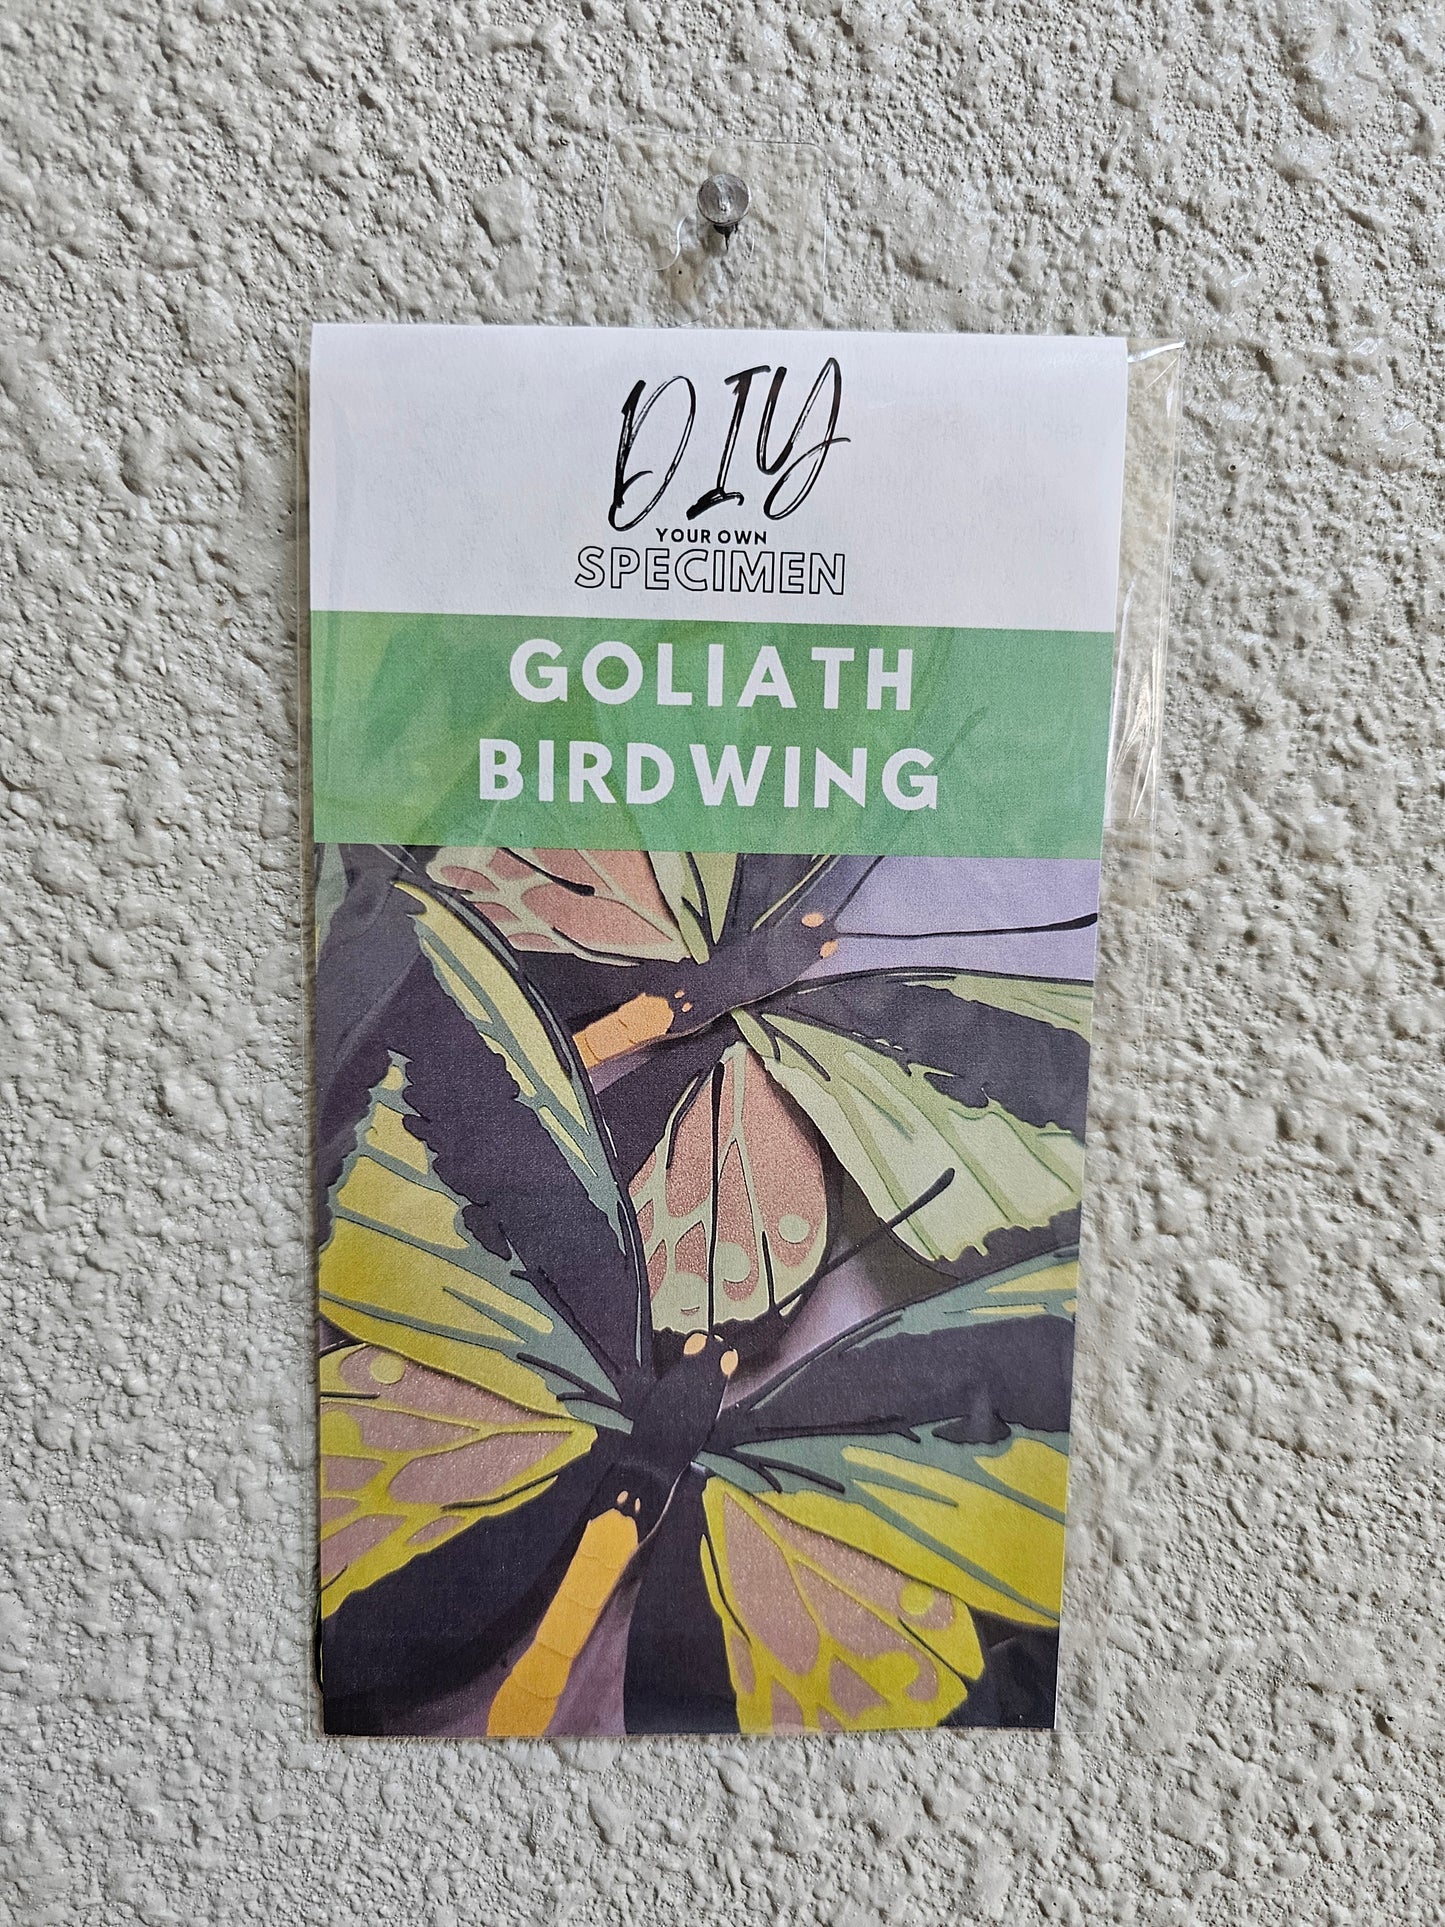 DIY
YOUR OWN
SPECIMEN
GOLIATH
BIRDWING